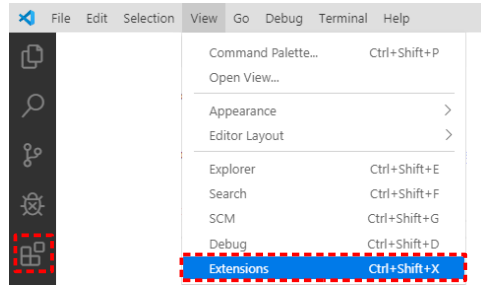 File Edit Selection View Go Debug Terminal Help
Command Palette... Ctrl+Shift+P
Open View...
Appearance
Editor Layout
Explorer Ctrl+Shift+E
Search Ctrl+Shift+F
SCM Ctrl+Shift+G
Debug Ctrl+Shift+D
Extensions Ctrl+Shift+X